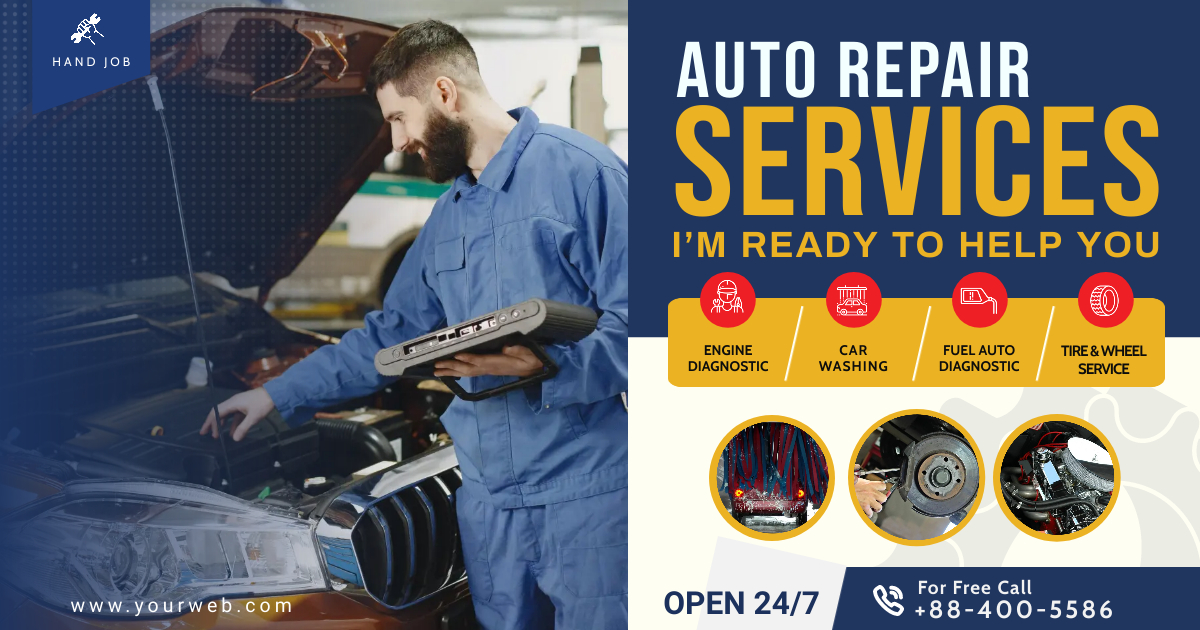 HAND JOB
AUTO REPAIR
SERVICES
I'M READY TO HELP YOU
ENGINE
DIAGNOSTIC
CAR
WASHING
FUEL AUTO
DIAGNOSTIC
TIRE & WHEEL
SERVICE
www.yourweb.com
OPEN 24/7
For Free Call
+88-400-5586